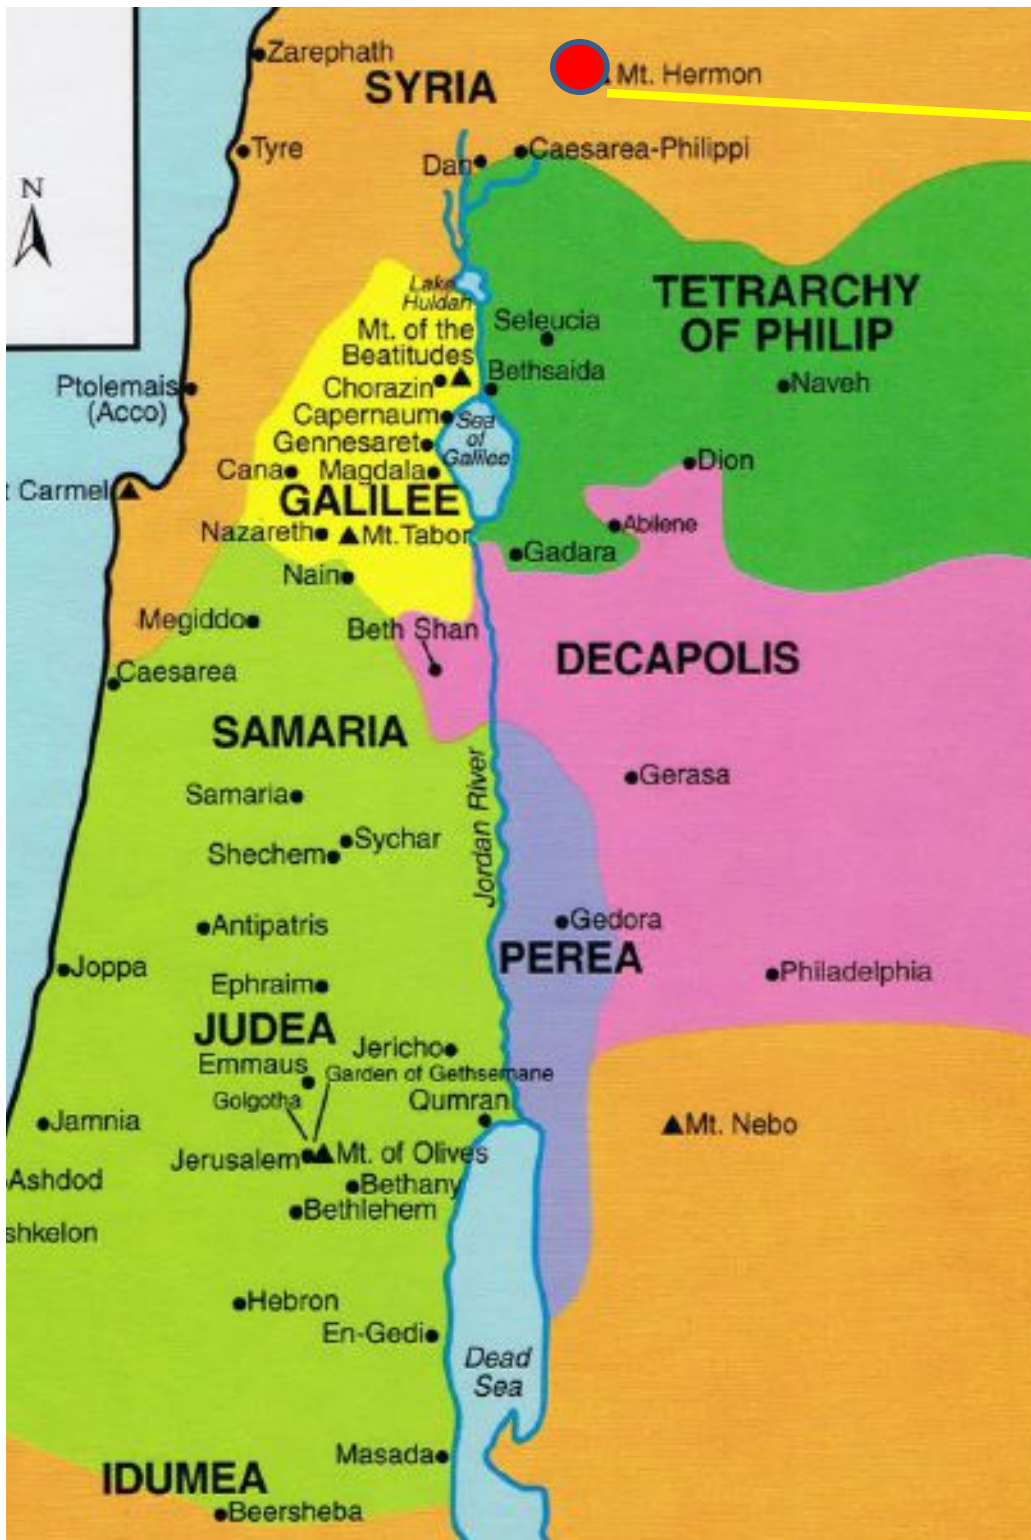 Zarephath
SYRIA
Mt. Hermon
Tyre
Dan
Caesarea-Philippi
N
Lake
Huldah
TETRARCHY
OF PHILIP
Mt. of the
Beatitudes
Seleucia
Ptolemais
(Acco)
Chorazin
Bethsaida
Naveh
Capernaum
Sea
of
Galilee
Gennesaret
Cana
Magdala
Dion
t Carmel
GALILEE
Nazareth
Mt. Tabor
Abilene
Gadara
Nain
Megiddo
Beth Shan
DECAPOLIS
Caesarea
SAMARIA
Jordan River
Gerasa
Samaria
Sychar
Shechem
Antipatris
Gedora
PEREA
Joppa
Philadelphia
Ephraim
JUDEA
Jericho
Emmaus
Garden of Gethsemane
Golgotha
Qumran
Jamnia
Mt. Nebo
Jerusalem
Mt. of Olives
Ashdod
Bethany
Bethlehem
shkelon
Hebron
En-Gedi
Dead
Sea
Masada
IDUMEA
Beersheba